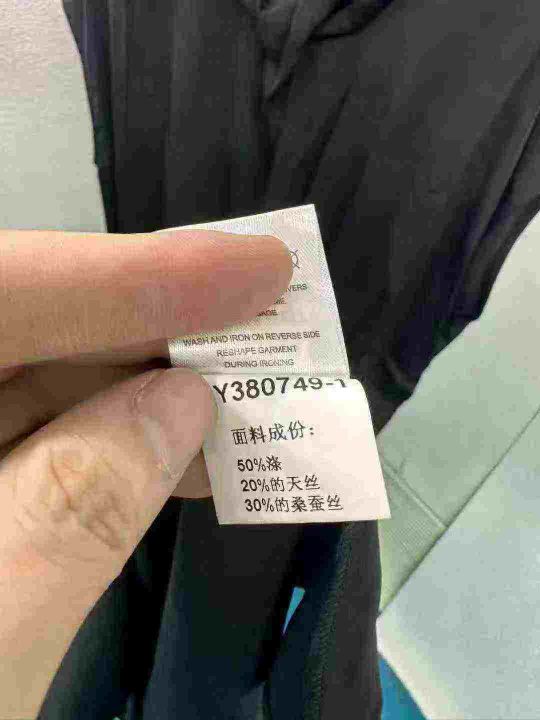 WASH AND IRON ON REVERSE SIDE
RESHAPE GARMENT
DURING IRONING
Y380749-1
面料成份：
50%涤
20%的天丝
30%的桑蚕丝